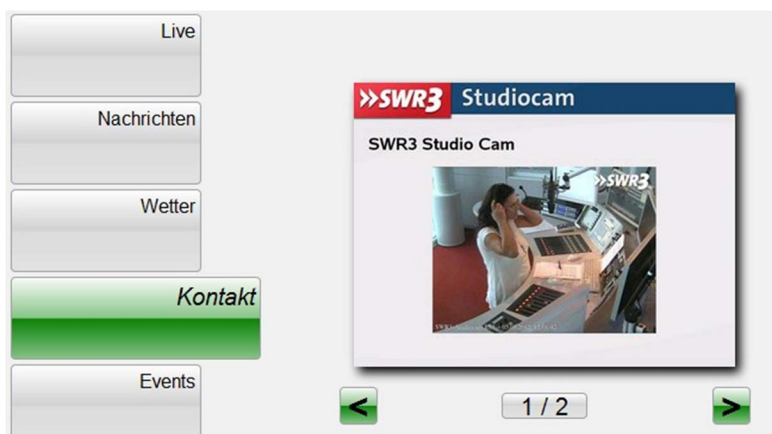 Live
Nachrichten
Wetter
Kontakt
Events
»SWR3 Studiocam
SWR3 Studio Cam
»SWR3
< 1 / 2 >